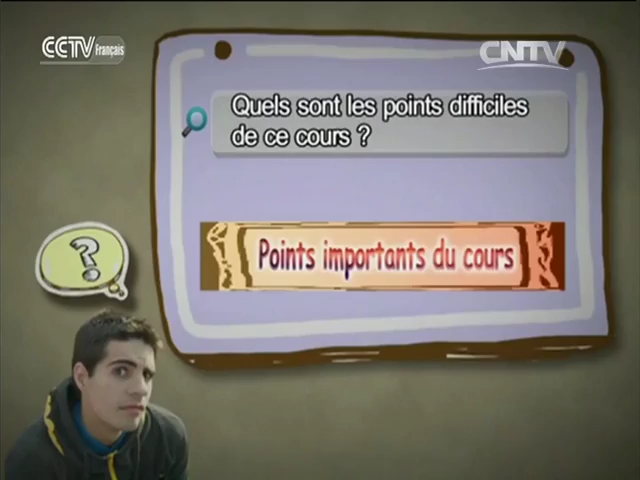 CCTV Français
CNTV
Quels sont les points difficiles
de ce cours ?
Points importants du cours
?